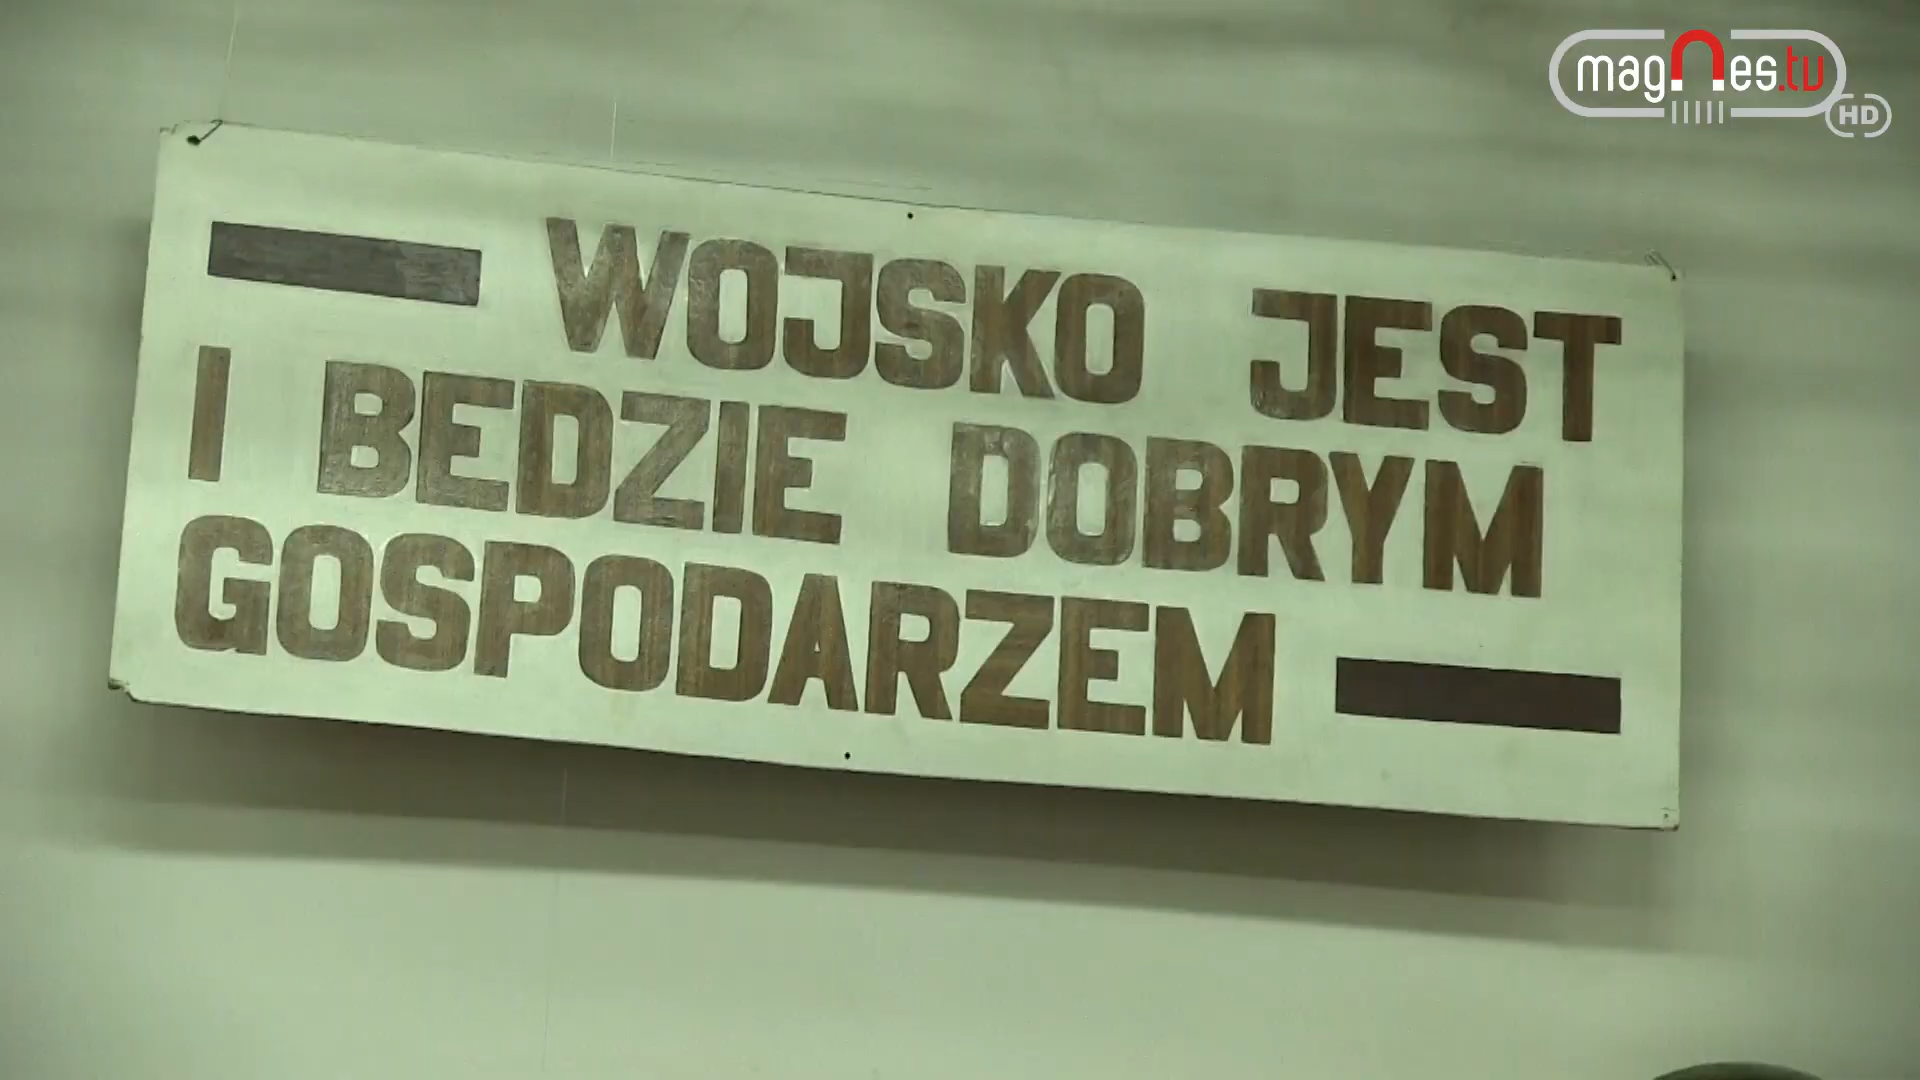 magnes.tv
HD
WOJSKO JEST
I BEDZIE DOBRYM
GOSPODARZEM